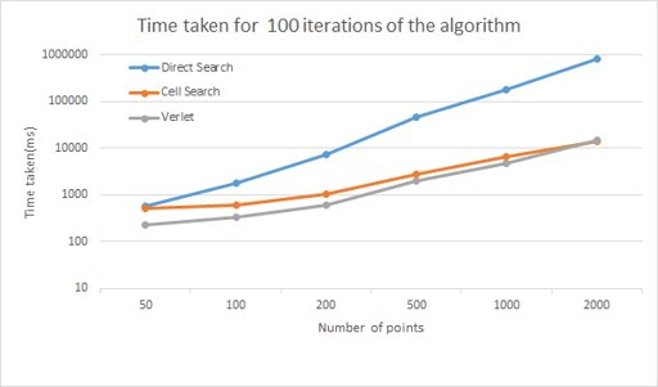 Time taken for 100 iterations of the algorithm
1000000
100000
10000
1000
100
10
Time taken(ms)
Direct Search
Cell Search
Verlet
50 100 200 500 1000 2000
Number of points